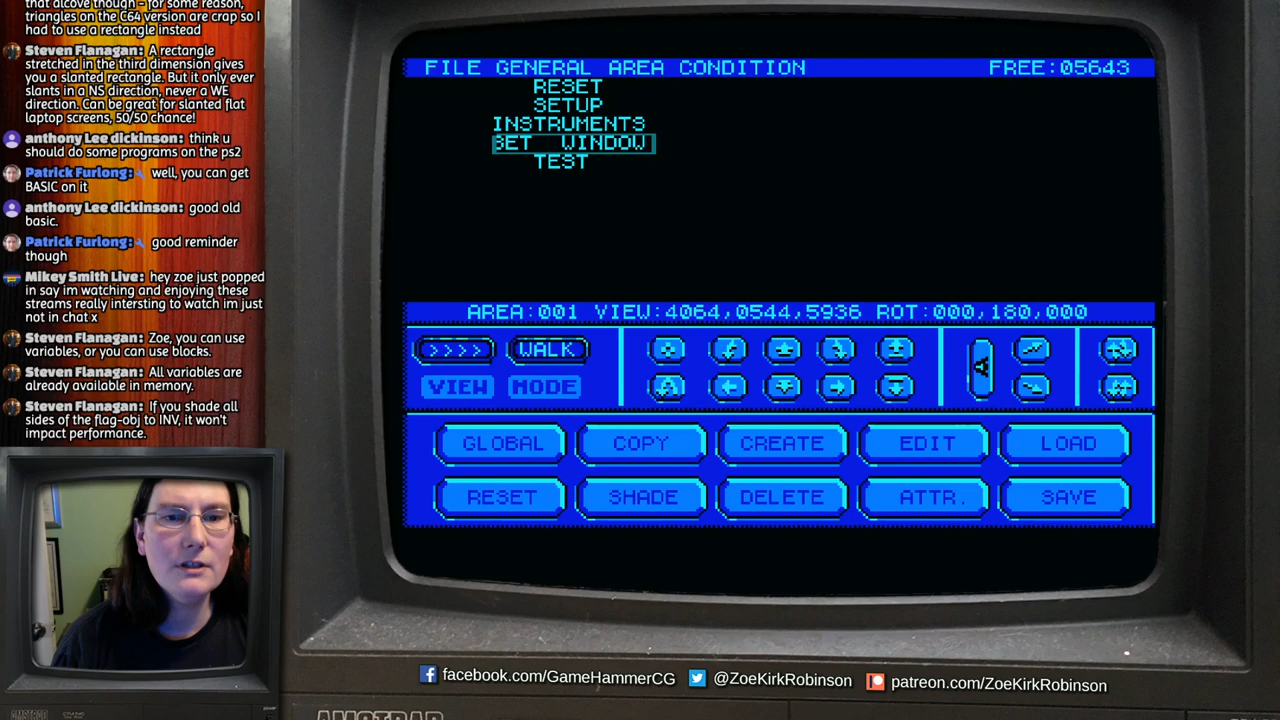 that alcove though - for some reason,
triangles on the C64 version are crap so I
had to use a rectangle instead
Steven Flanagan: A rectangle
stretched in the third dimension gives
you a slanted rectangle. But it only ever
slants in a NS direction, never a WE
direction. Can be great for slanted flat
laptop screens, 50/50 chance!
anthony Lee dickinson: think u
should do some programs on the ps2
Patrick Furlong: well, you can get
BASIC on it
anthony Lee dickinson: good old
basic.
Patrick Furlong: good reminder
though
Mikey Smith Live: hey zoe just popped
in say im watching and enjoying these
streams really intersting to watch im just
not in chat x
Steven Flanagan: Zoe, you can use
variables, or you can use blocks.
Steven Flanagan: All variables are
already available in memory.
Steven Flanagan: If you shade all
sides of the flag-obj to INV, it won't
impact performance.
FILE GENERAL AREA CONDITION FREE:05643
RESET
SETUP
INSTRUMENTS
SET WINDOW
TEST
AREA:001 VIEW:4064,0544,5936 ROT:000,180,000
>>>> WALK
VIEW MODE
A
GLOBAL COPY CREATE EDIT LOAD
RESET SHADE DELETE ATTR. SAVE
facebook.com/GameHammerCG @ZoeKirkRobinson patreon.com/ZoeKirkRobinson